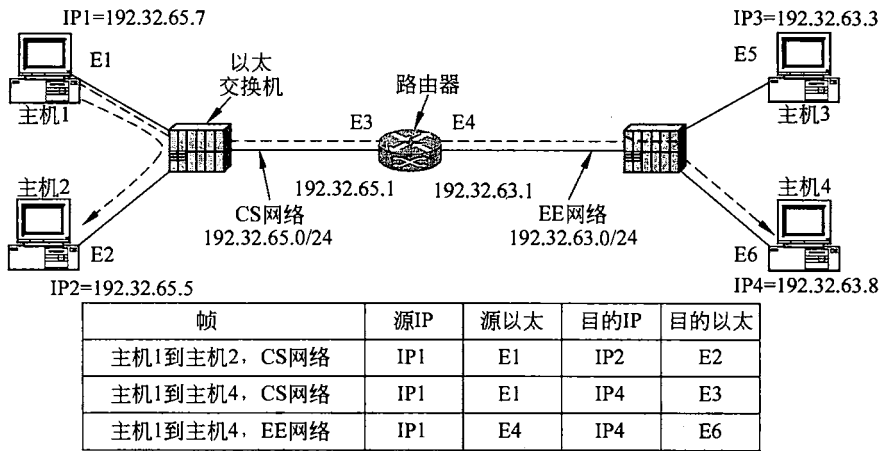 IP1=192.32.65.7
E1
主机1
以太
交换机
路由器
E3
E4
IP3=192.32.63.3
E5
主机3
主机2
E2
IP2=192.32.65.5
192.32.65.1
192.32.63.1
CS网络
192.32.65.0/24
EE网络
192.32.63.0/24
主机4
E6
IP4=192.32.63.8
帧 源IP 源以太 目的IP 目的以太
主机1到主机2，CS网络 IP1 E1 IP2 E2
主机1到主机4，CS网络 IP1 E1 IP4 E3
主机1到主机4，EE网络 IP1 E4 IP4 E6